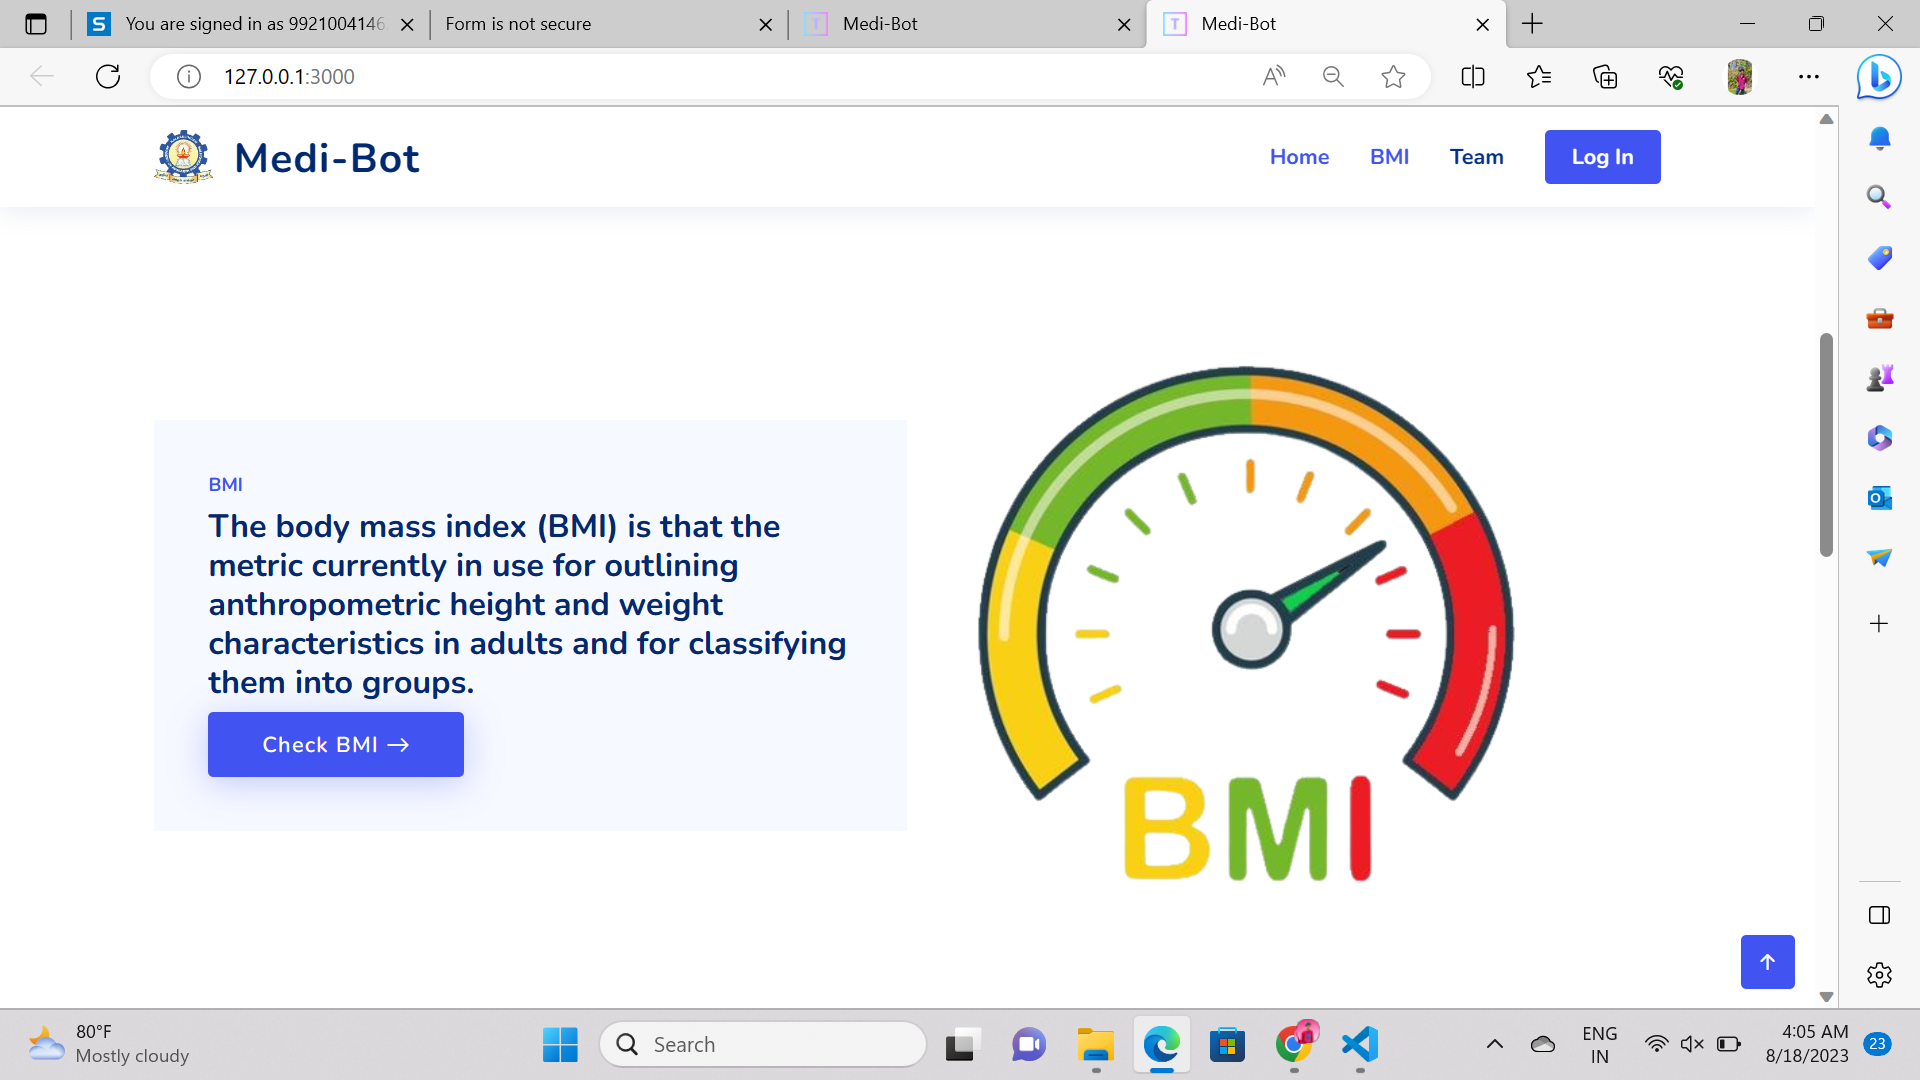 You are signed in as 9921004146
Form is not secure
Medi-Bot
Medi-Bot
127.0.0.1:3000
Medi-Bot
Home
BMI
Team
Log In
BMI
The body mass index (BMI) is that the
metric currently in use for outlining
anthropometric height and weight
characteristics in adults and for classifying
them into groups.
Check BMI →
BMI
80°F
Mostly cloudy
Search
ENG
IN
4:05 AM
8/18/2023
23